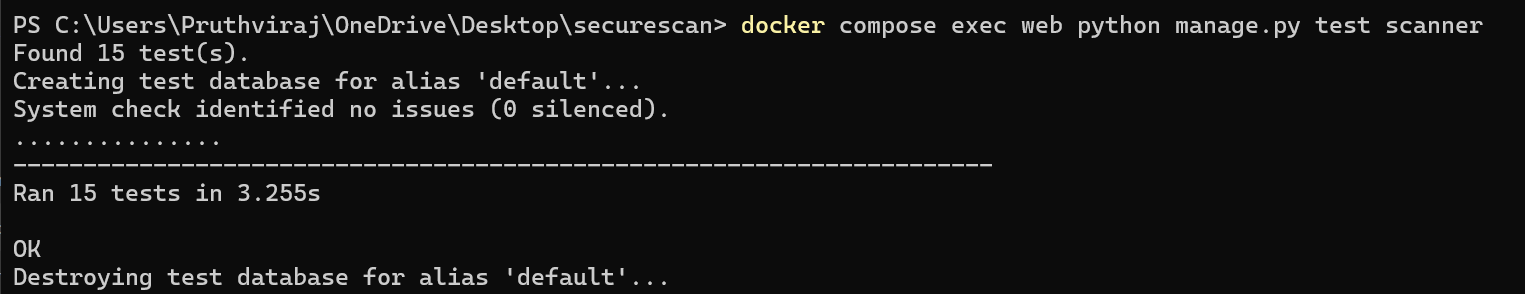 PS C:\Users\Pruthviraj\OneDrive\Desktop\securescan> docker compose exec web python manage.py test scanner
Found 15 test(s).
Creating test database for alias 'default'...
System check identified no issues (0 silenced).
...............
----------------------------------------------------------------------
Ran 15 tests in 3.255s

OK
Destroying test database for alias 'default'...